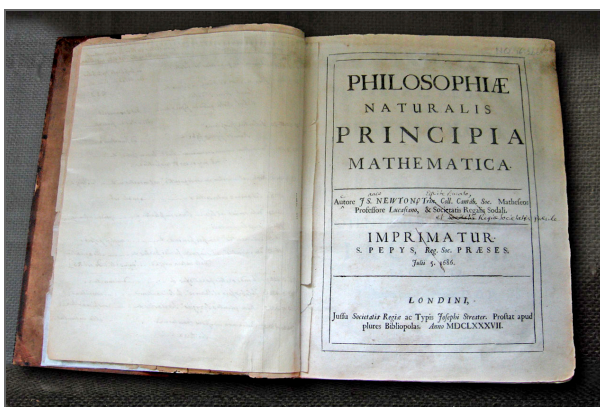 PHILOSOPHIÆ
NATURALIS
PRINCIPIA
MATHEMATICA.
Autore JS. NEWTON, Trin. Coll. Cantab. Soc. Matheseos
Professore Lucasiano, & Societatis Regalis Sodali.
IMPRIMATUR.
S. PEPYS, Reg. Soc. PRÆSES.
Julii 5. 1686.
LONDINI,
Jussu Societatis Regiæ ac Typis Josephi Streater. Prostat apud
plures Bibliopolas. Anno MDCLXXXVII.